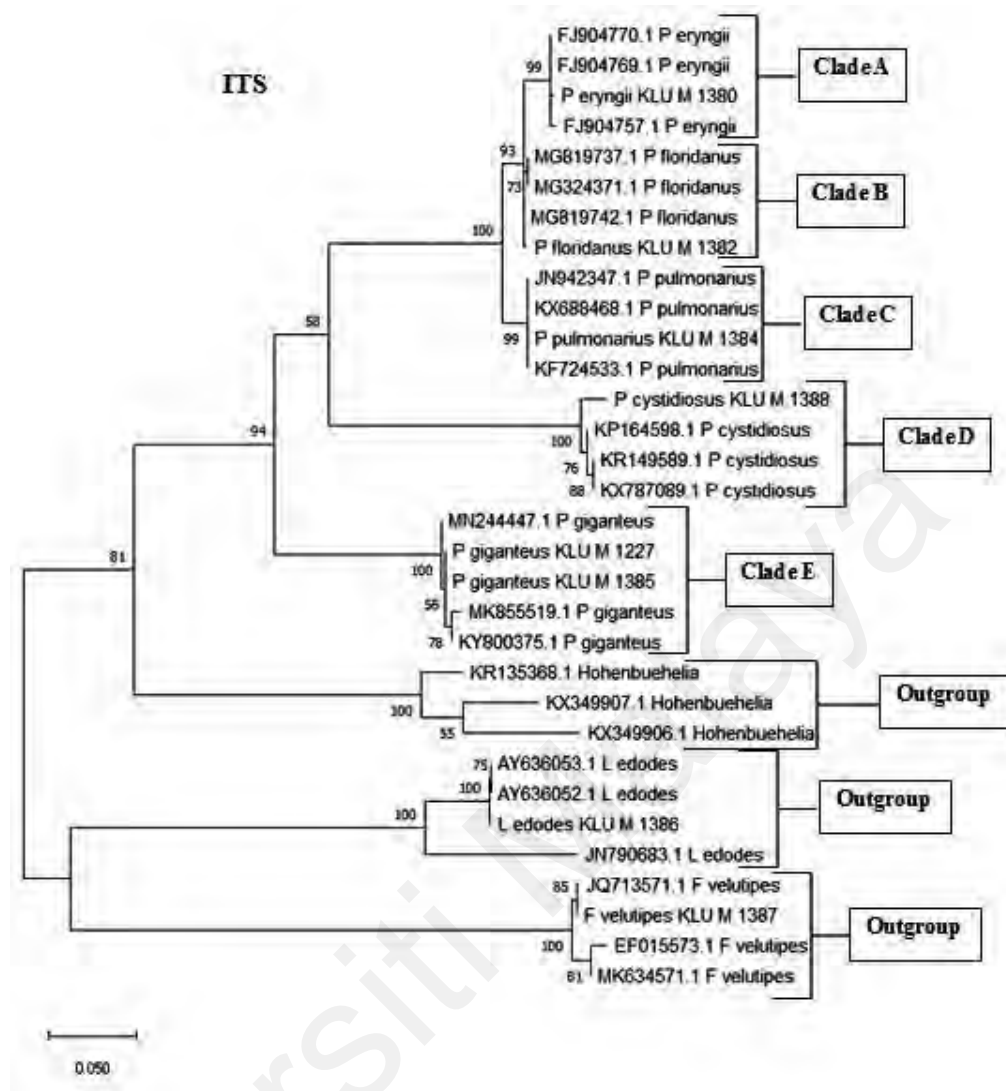 ITS
FJ904770.1 P eryngii
FJ904769.1 P eryngii
P eryngii KLU M 1380
FJ904757.1 P eryngii
99
Clade A
93
MG819737.1 P floridanus
MG324371.1 P floridanus
MG819742.1 P floridanus
P floridanus KLU M 1382
73
Clade B
100
JN942347.1 P pulmonarius
KX688468.1 P pulmonarius
P pulmonarius KLU M 1384
KF724533.1 P pulmonarius
99
Clade C
58
P cystidiosus KLU M 1388
KP164598.1 P cystidiosus
KR149589.1 P cystidiosus
KX787089.1 P cystidiosus
100
76
88
Clade D
94
MN244447.1 P giganteus
P giganteus KLU M 1227
P giganteus KLU M 1385
MK855519.1 P giganteus
KY800375.1 P giganteus
100
56
78
Clade E
81
KR135368.1 Hohenbuehelia
KX349907.1 Hohenbuehelia
KX349906.1 Hohenbuehelia
100
55
Outgroup
AY636053.1 L edodes
AY636052.1 L edodes
L edodes KLU M 1386
JN790683.1 L edodes
75
100
100
Outgroup
JQ713571.1 F velutipes
F velutipes KLU M 1387
EF015573.1 F velutipes
MK634571.1 F velutipes
85
100
81
Outgroup
0.050
rsiti Malaya